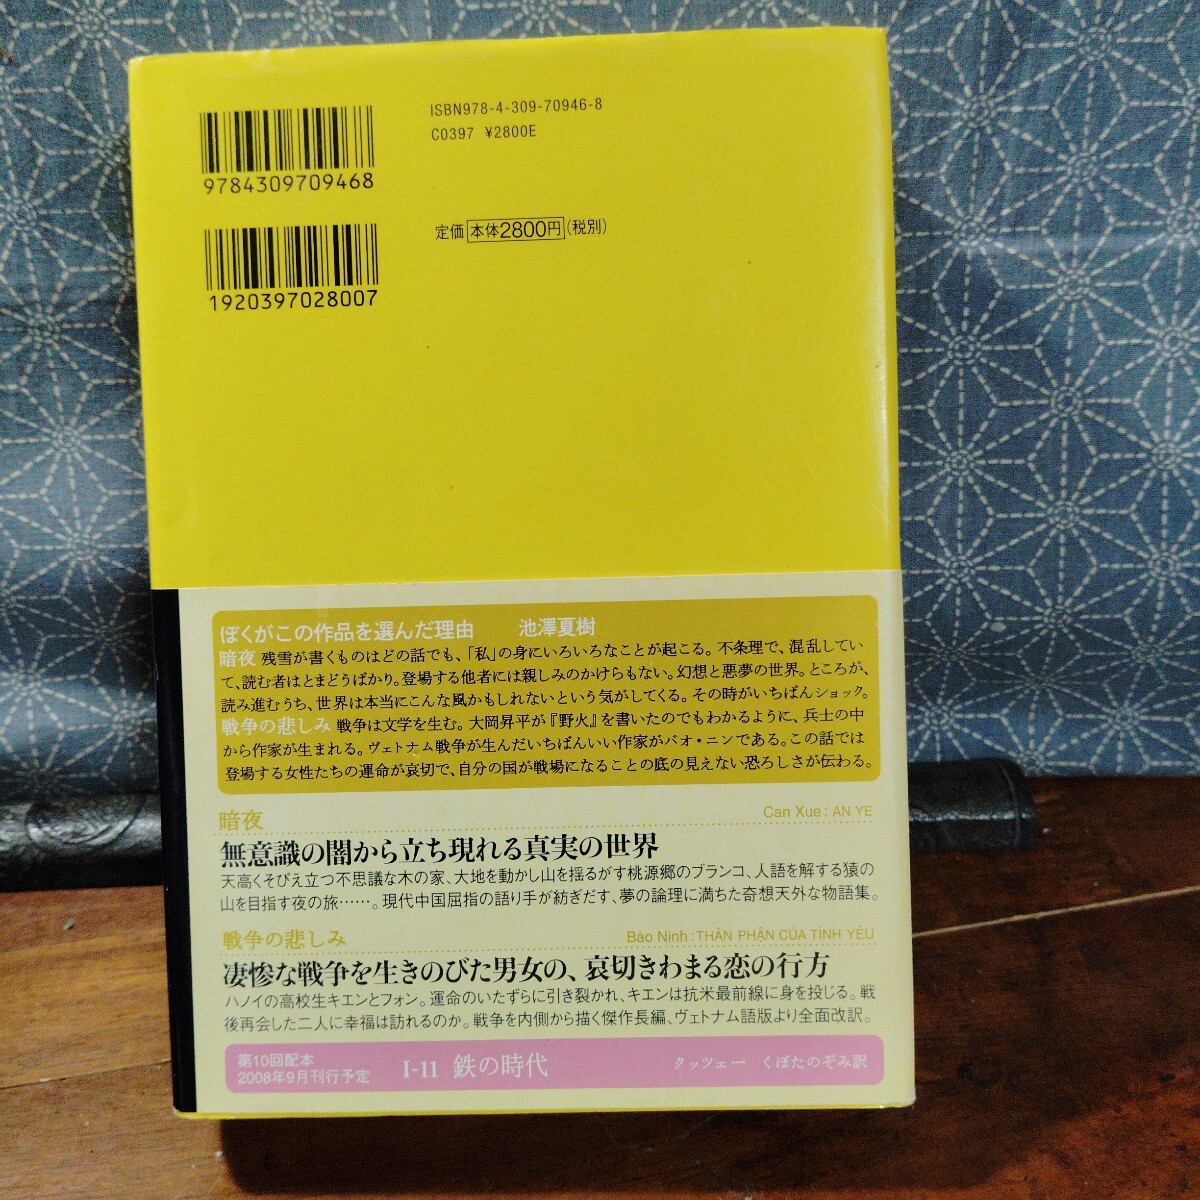 ISBN978-4-309-70946-8
C0397 ¥2800E
9784309709468
定価 本体2800円(税別)
1920397028007
ぼくがこの作品を選んだ理由 池澤夏樹
暗夜 残雪が書くものはどの話でも、「私」の身にいろいろなことが起こる。不条理で、混乱してい
て、読む者はとまどうばかり。登場する他者には親しみのかけらもない。幻想と悪夢の世界。ところが、
読み進むうち、世界は本当にこんな風かもしれないという気がしてくる。その時がいちばんショック。
戦争の悲しみ 戦争は文学を生む。大岡昇平が『野火』を書いたのでもわかるように、兵士の中
から作家が生まれる。ヴェトナム戦争が生んだいちばんいい作家がバオ・ニンである。この話では
登場する女性たちの運命が哀切で、自分の国が戦場になることの底の見えない恐ろしさが伝わる。
暗夜 Can Xue : AN YE
無意識の闇から立ち現れる真実の世界
天高くそびえ立つ不思議な木の家、大地を動かし山を揺るがす桃源郷のブランコ、人語を解する猿の
山を目指す夜の旅……。現代中国屈指の語り手が紡ぎだす、夢の論理に満ちた奇想天外な物語集。
戦争の悲しみ Bảo Ninh : THÂN PHẬN CỦA TÌNH YÊU
凄惨な戦争を生きのびた男女の、哀切きわまる恋の行方
ハノイの高校生キエンとフォン。運命のいたずらに引き裂かれ、キエンは抗米最前線に身を投じる。戦
後再会した二人に幸福は訪れるのか。戦争を内側から描く傑作長編、ヴェトナム語版より全面改訳。
第10回配本
2008年9月刊行予定
I-11 鉄の時代 クッツェー くぼたのぞみ訳